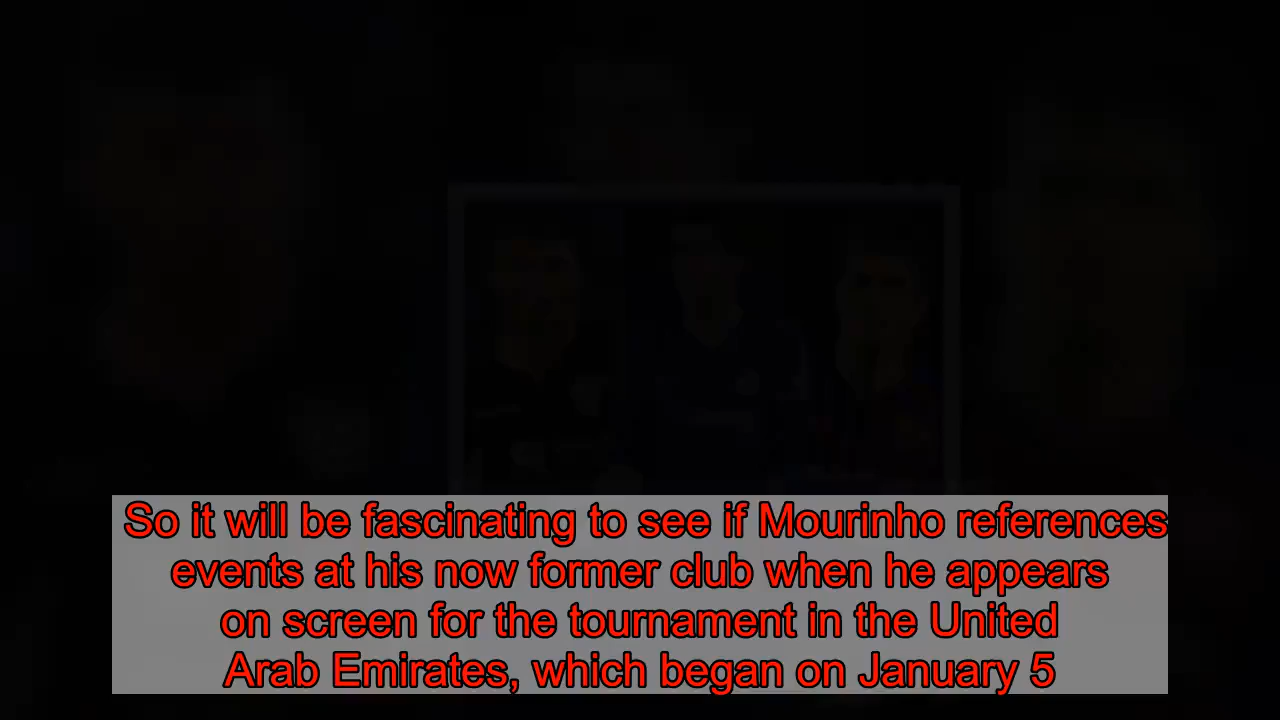 So it will be fascinating to see if Mourinho references
events at his now former club when he appears
on screen for the tournament in the United
Arab Emirates, which began on January 5